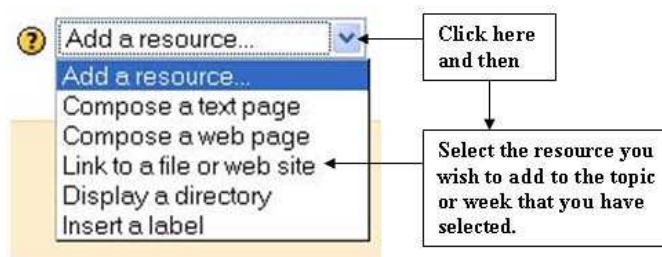 ?
Add a resource...
Add a resource...
Compose a text page
Compose a web page
Link to a file or web site
Display a directory
Insert a label
Click here
and then
Select the resource you
wish to add to the topic
or week that you have
selected.